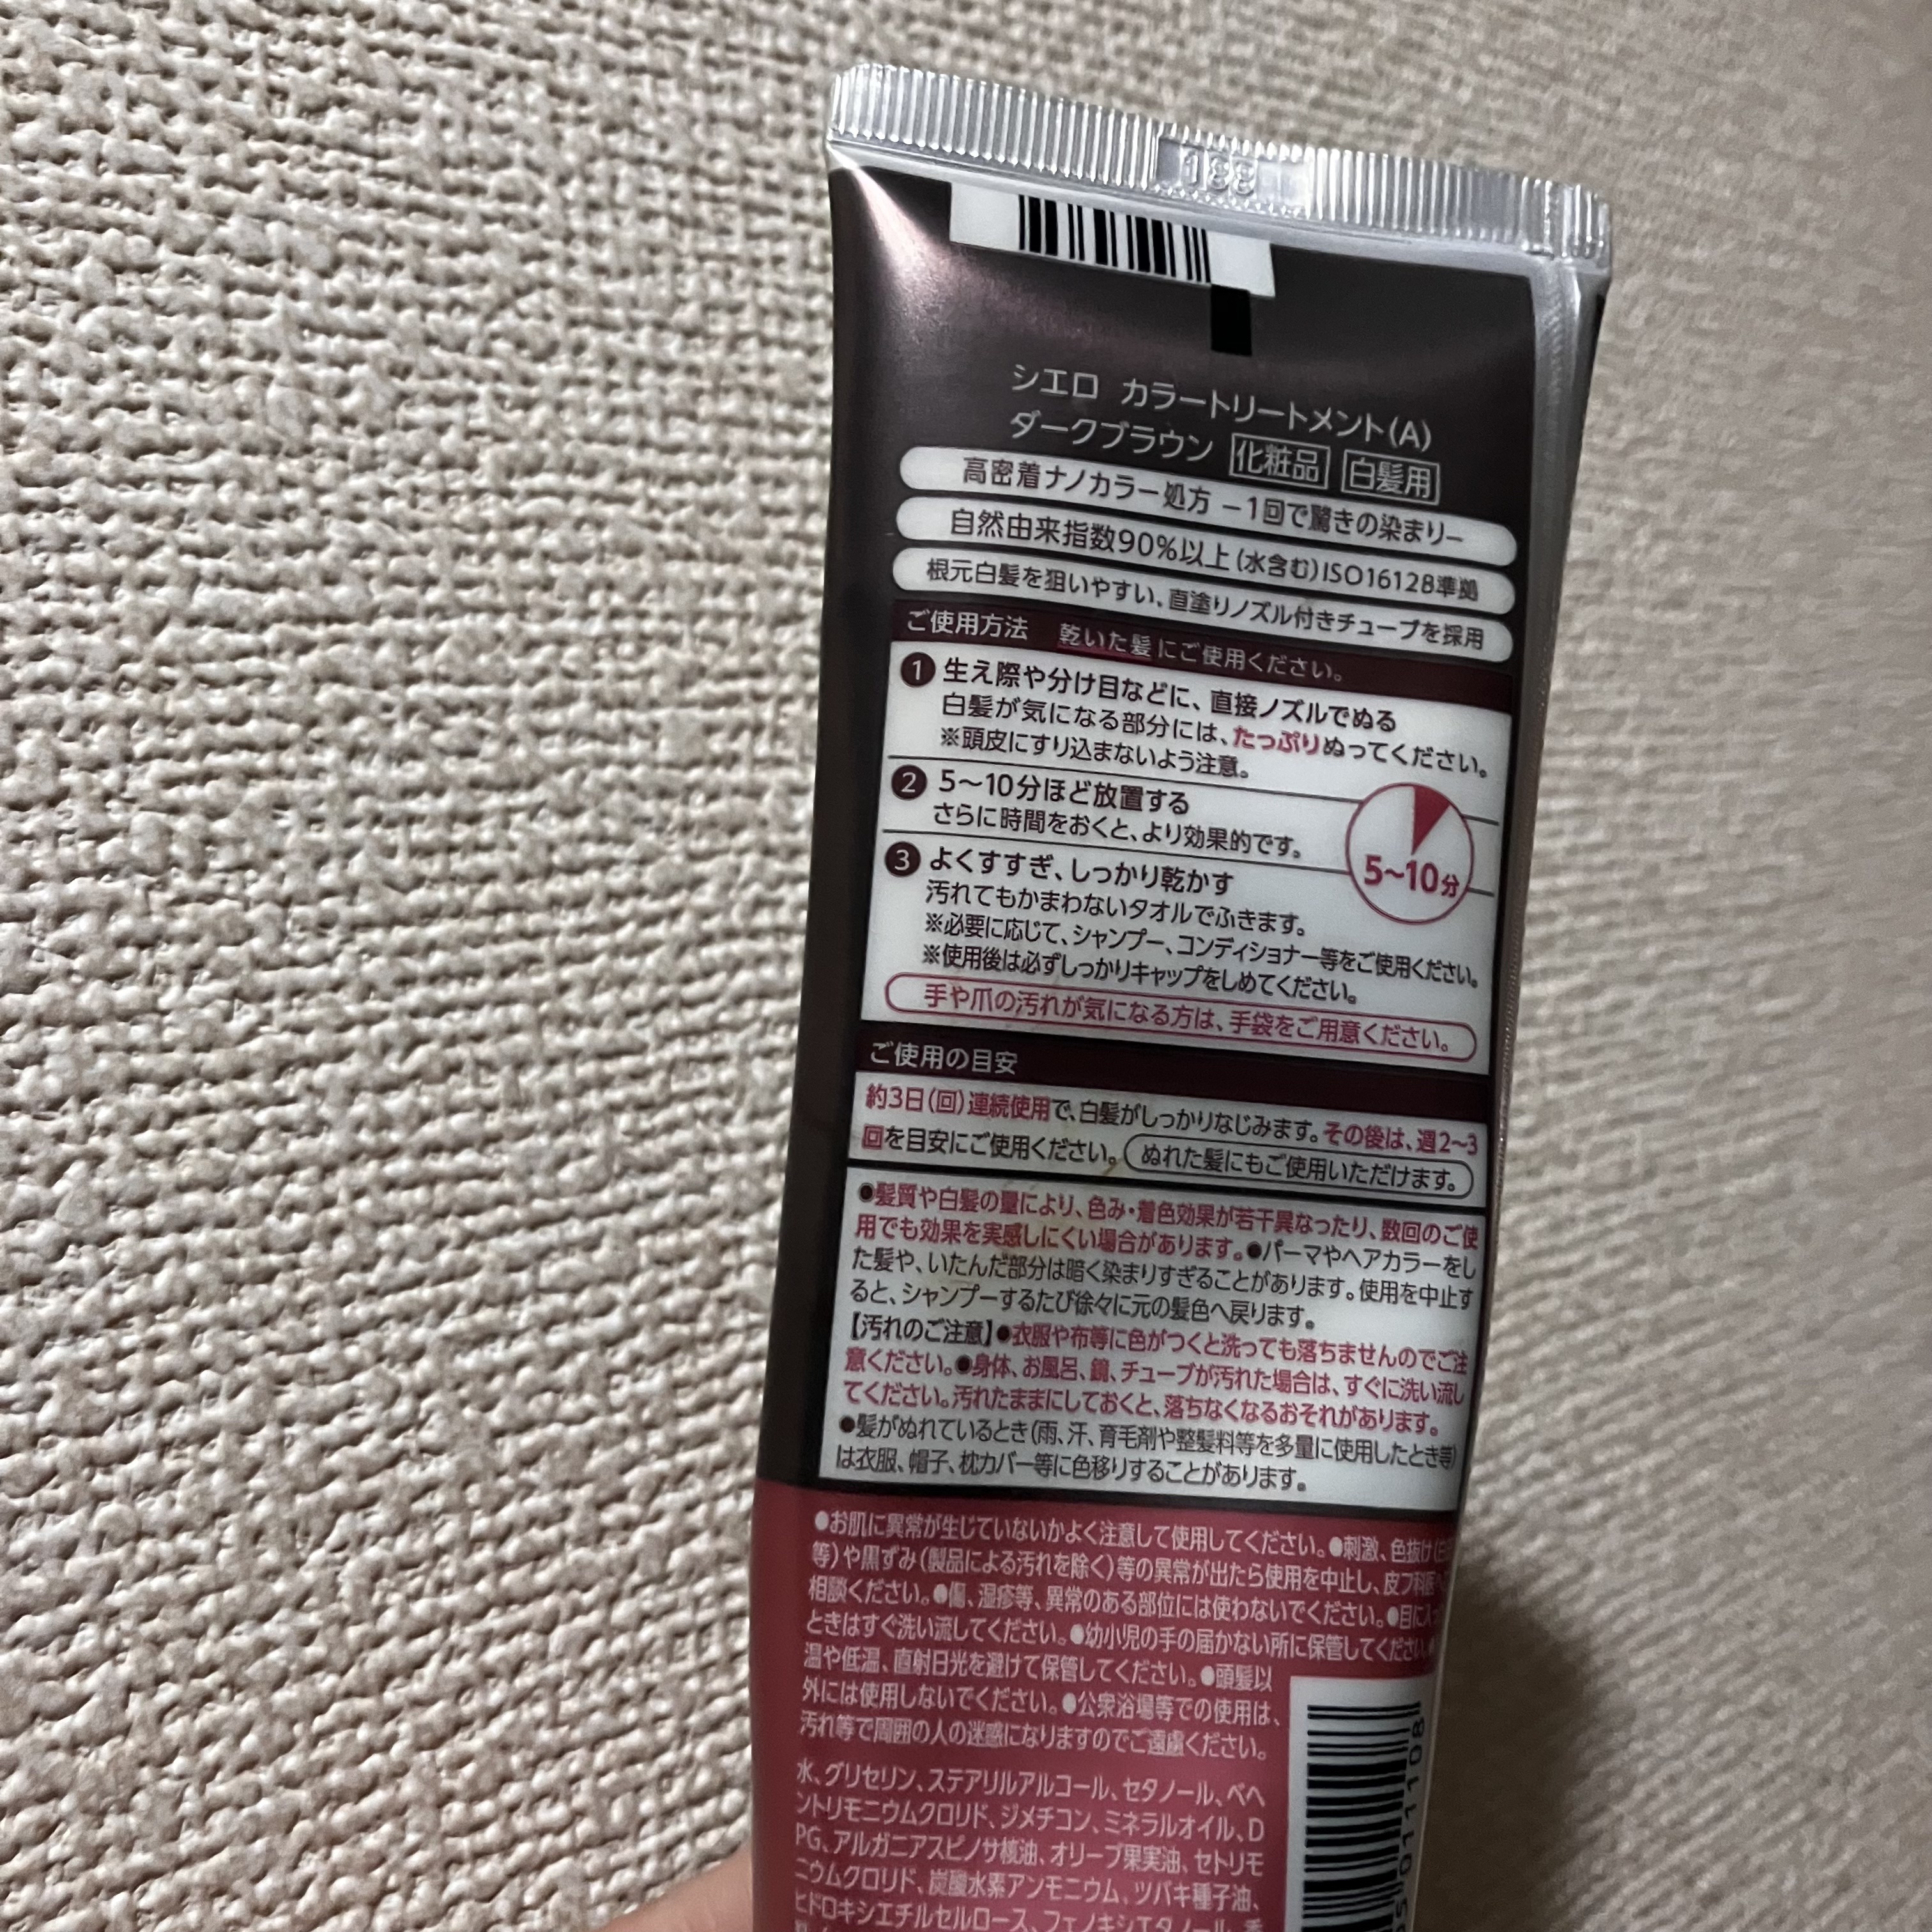 188
シエロ カラートリートメント(A)
ダークブラウン 化粧品 白髪用
高密着ナノカラー処方 −1回で驚きの染まり−
自然由来指数90%以上(水含む)ISO16128準拠
根元白髪を狙いやすい、直塗りノズル付きチューブを採用
ご使用方法 乾いた髪にご使用ください。
1 生え際や分け目などに、直接ノズルでぬる
白髪が気になる部分には、たっぷりぬってください。
※頭皮にすり込まないよう注意。
2 5〜10分ほど放置する
さらに時間をおくと、より効果的です。
5〜10分
3 よくすすぎ、しっかり乾かす
汚れてもかまわないタオルでふきます。
※必要に応じて、シャンプー、コンディショナー等をご使用ください。
※使用後は必ずしっかりキャップをしめてください。
手や爪の汚れが気になる方は、手袋をご用意ください。
ご使用の目安
約3日(回)連続使用で、白髪がしっかりなじみます。その後は、週2〜3
回を目安にご使用ください。 ぬれた髪にもご使用いただけます。
●髪質や白髪の量により、色み・着色効果が若干異なったり、数回のご使
用でも効果を実感しにくい場合があります。●パーマやヘアカラーをし
た髪や、いたんだ部分は暗く染まりすぎることがあります。使用を中止す
ると、シャンプーするたび徐々に元の髪色へ戻ります。
【汚れのご注意】●衣服や布等に色がつくと洗っても落ちませんのでご注
意ください。●身体、お風呂、鏡、チューブが汚れた場合は、すぐに洗い流し
てください。汚れたままにしておくと、落ちなくなるおそれがあります。
●髪がぬれているとき(雨、汗、育毛剤や整髪料等を多量に使用したとき等)
は衣服、帽子、枕カバー等に色移りすることがあります。
●お肌に異常が生じていないかよく注意して使用してください。●刺激、色抜け(白
等)や黒ずみ(製品による汚れを除く)等の異常が出たら使用を中止し、皮フ科医へ
相談ください。●傷、湿疹等、異常のある部位には使わないでください。●目に入
ときはすぐ洗い流してください。●幼小児の手の届かない所に保管してください。
温や低温、直射日光を避けて保管してください。●頭髪以
外には使用しないでください。●公衆浴場等での使用は、
汚れ等で周囲の人の迷惑になりますのでご遠慮ください。
水、グリセリン、ステアリルアルコール、セタノール、ベヘ
ントリモニウムクロリド、ジメチコン、ミネラルオイル、D
PG、アルガニアスピノサ核油、オリーブ果実油、セトリモ
ニウムクロリド、炭酸水素アンモニウム、ツバキ種子油、
ヒドロキシエチルセルロース、フェノキシエタノール、香
011108